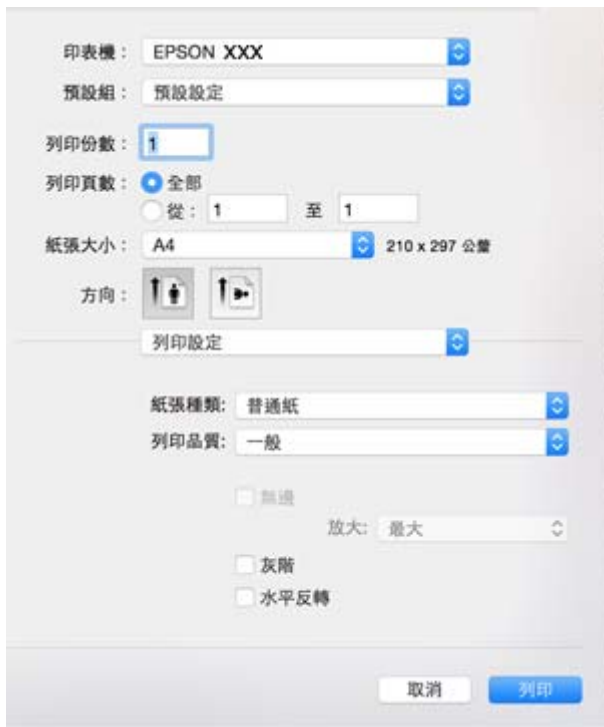 印表機： EPSON XXX
預設組： 預設設定
列印份數： 1
列印頁數： 全部
從： 1 至 1
紙張大小： A4 210 x 297 公釐
方向：
列印設定
紙張種類: 普通紙
列印品質: 一般
無邊
放大: 最大
灰階
水平反轉
取消 列印